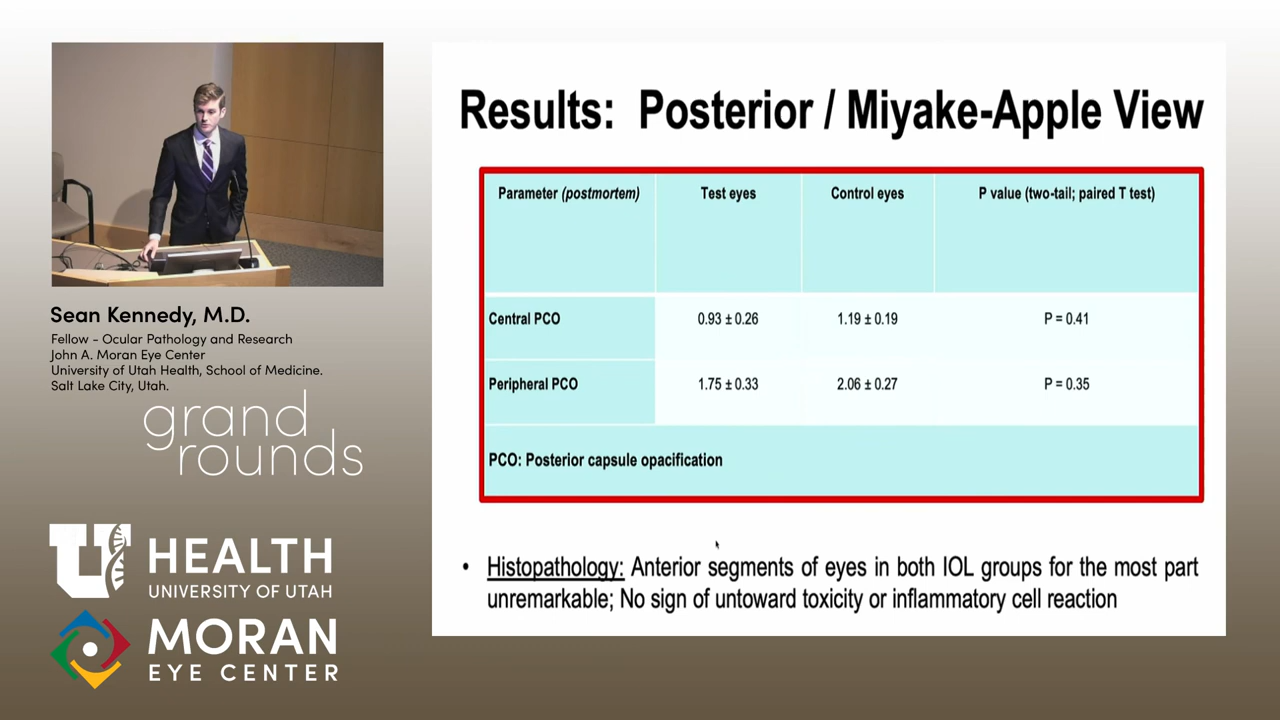 Results: Posterior / Miyake-Apple View
Parameter (postmortem) Test eyes Control eyes P value (two-tail; paired T test)
Central PCO 0.93 ± 0.26 1.19 ± 0.19 P = 0.41
Peripheral PCO 1.75 ± 0.33 2.06 ± 0.27 P = 0.35
PCO: Posterior capsule opacification
• Histopathology: Anterior segments of eyes in both IOL groups for the most part
unremarkable; No sign of untoward toxicity or inflammatory cell reaction
Sean Kennedy, M.D.
Fellow - Ocular Pathology and Research
John A. Moran Eye Center
University of Utah Health, School of Medicine.
Salt Lake City, Utah.
grand
rounds
U HEALTH
UNIVERSITY OF UTAH
MORAN
EYE CENTER